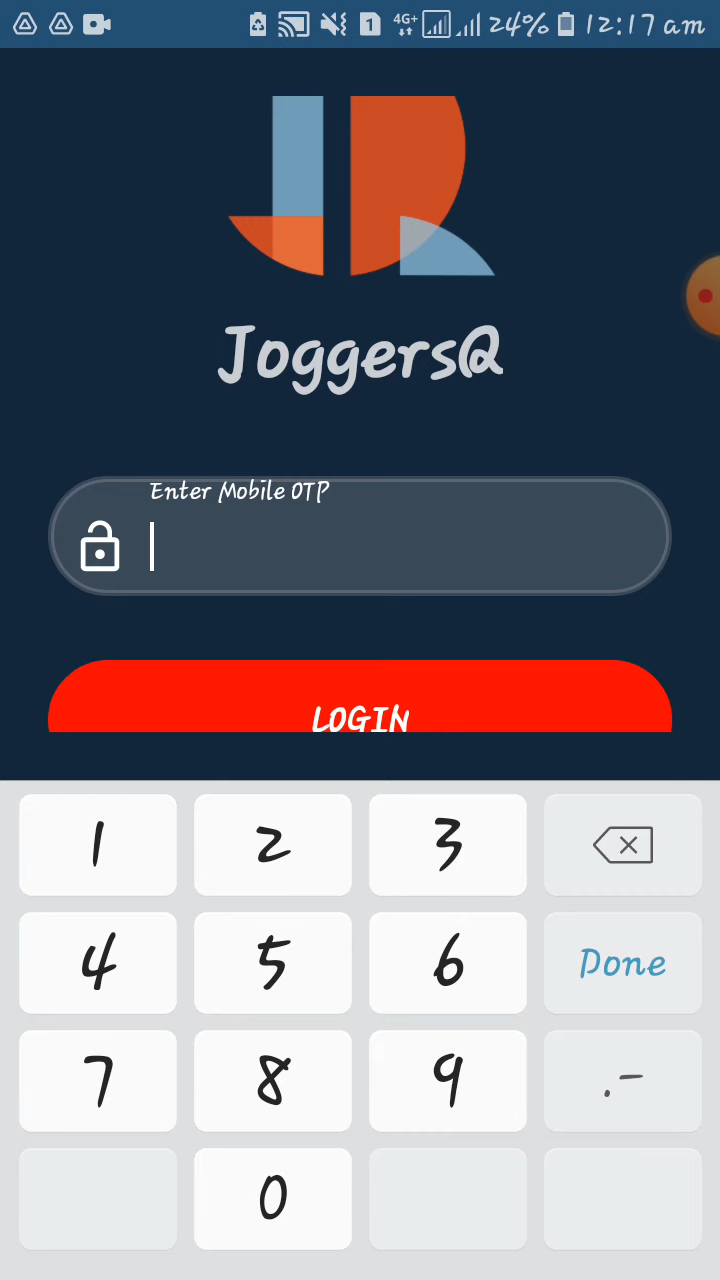 1 4G+ 24% 12:17 am
JoggersQ
Enter Mobile OTP
LOGIN
1 2 3
4 5 6 Done
7 8 9 .-
0